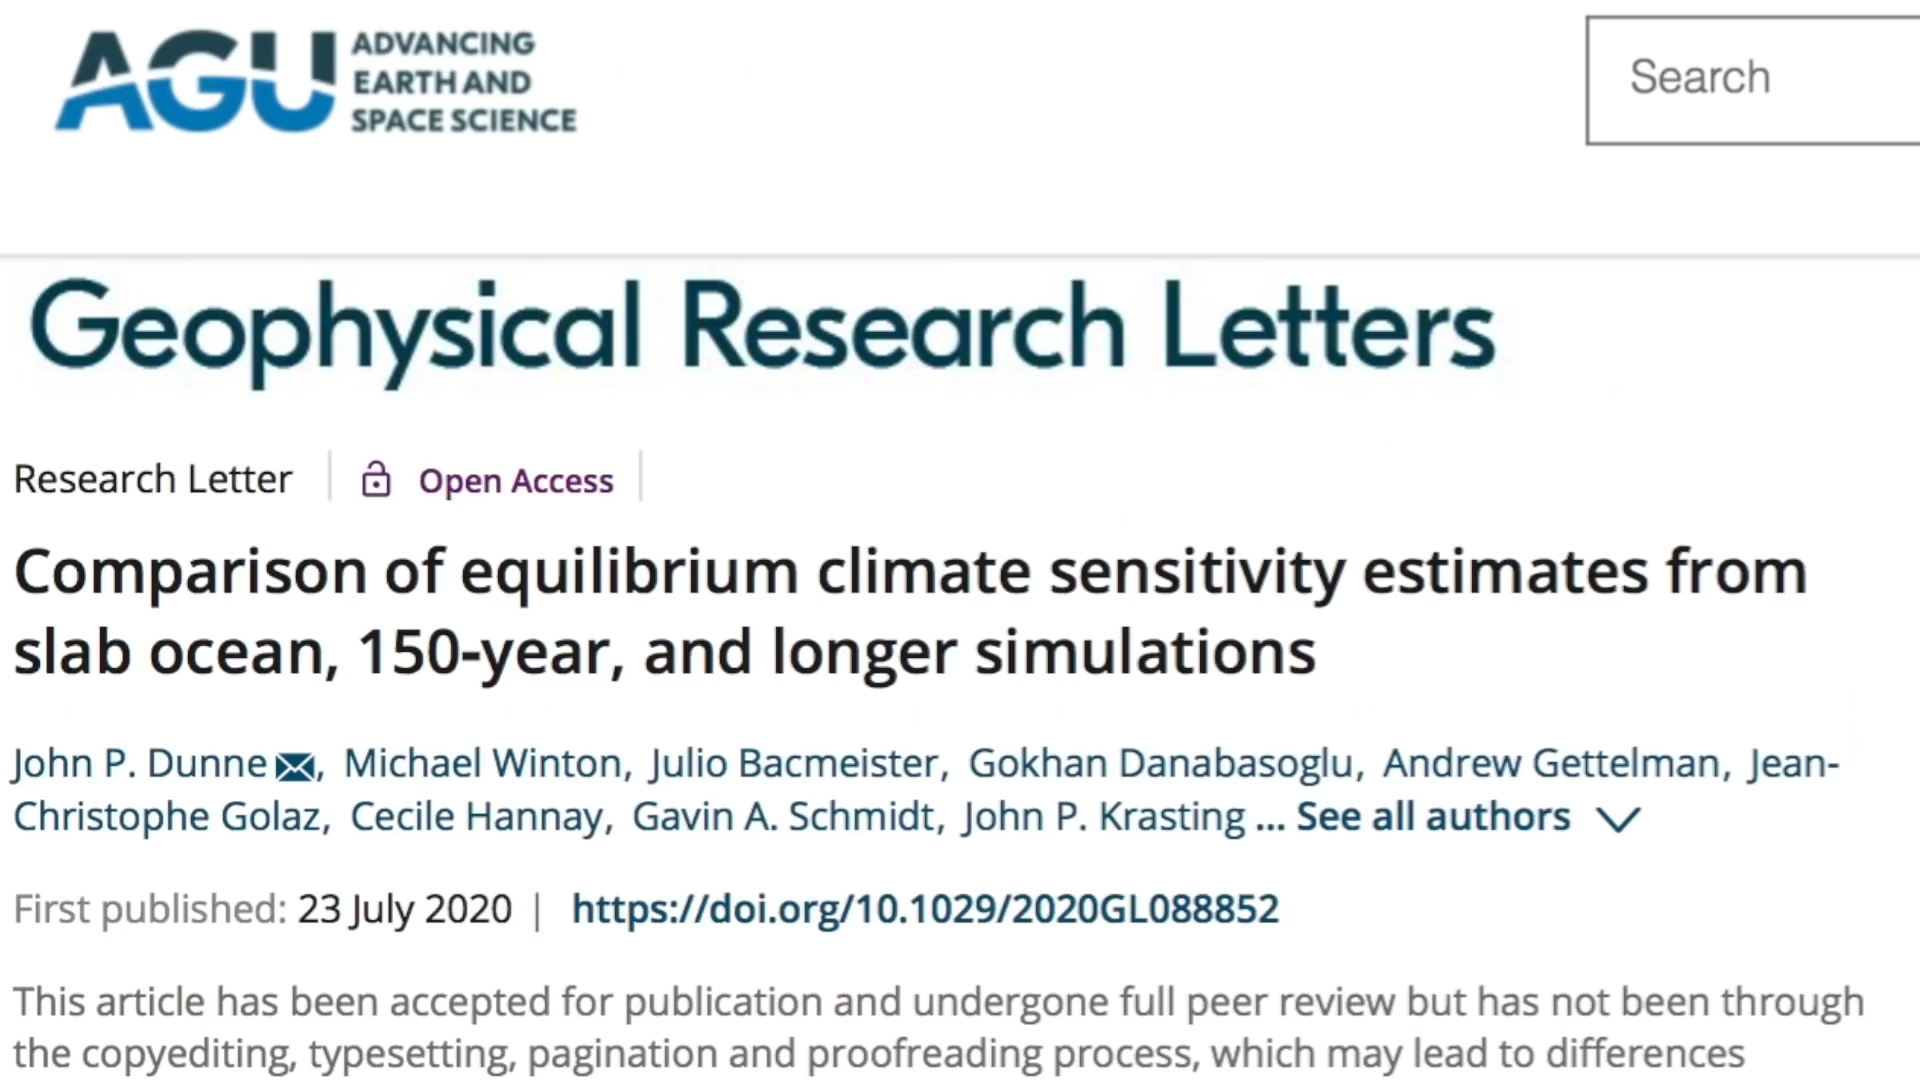 AGU
ADVANCING
EARTH AND
SPACE SCIENCE
Search
Geophysical Research Letters
Research Letter
Open Access
Comparison of equilibrium climate sensitivity estimates from
slab ocean, 150-year, and longer simulations
John P. Dunne, Michael Winton, Julio Bacmeister, Gokhan Danabasoglu, Andrew Gettelman, Jean-
Christophe Golaz, Cecile Hannay, Gavin A. Schmidt, John P. Krasting ... See all authors
First published: 23 July 2020 | https://doi.org/10.1029/2020GL088852
This article has been accepted for publication and undergone full peer review but has not been through
the copyediting, typesetting, pagination and proofreading process, which may lead to differences